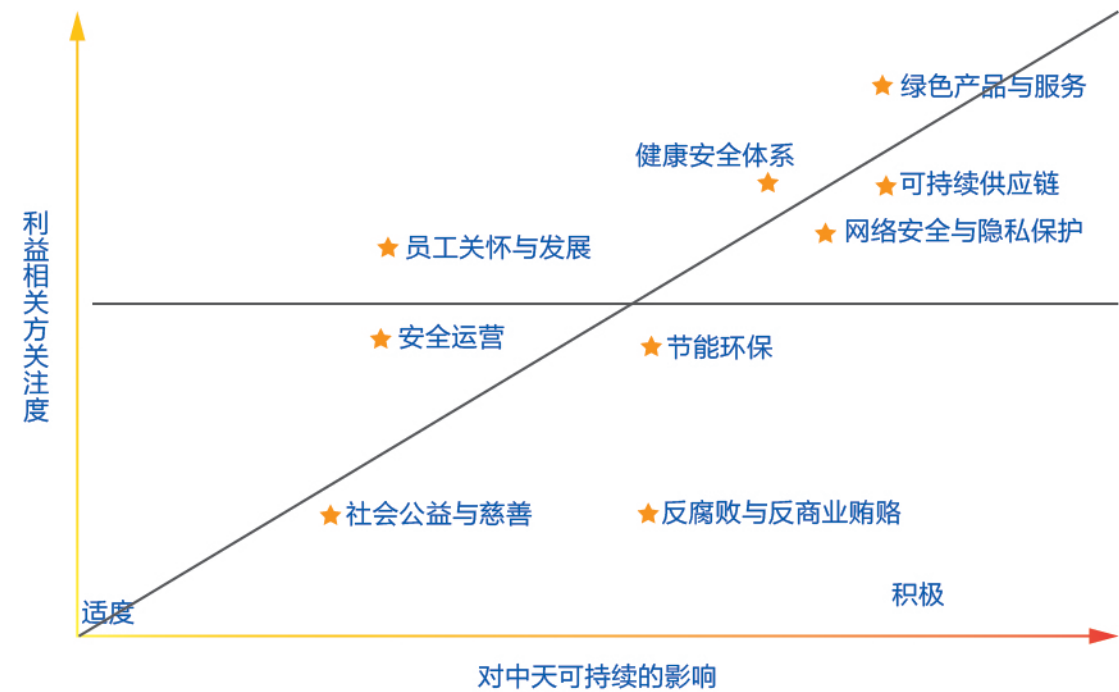 绿色产品与服务
健康安全体系
可持续供应链
网络安全与隐私保护
员工关怀与发展
利益相关方关注度
安全运营
节能环保
社会公益与慈善
反腐败与反商业贿赂
积极
适度
对中天可持续的影响